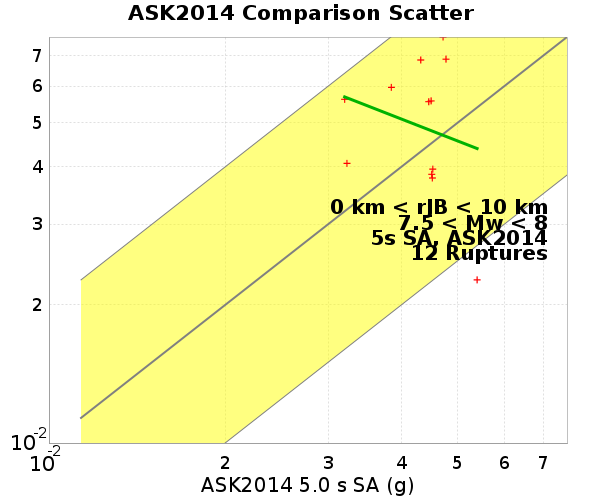 ASK2014 Comparison Scatter
7
6
5
4
3
2
10-2
0 km < rJB < 10 km
7.5 < Mw < 8
5s SA, ASK2014
12 Ruptures
10-2 2 3 4 5 6 7
ASK2014 5.0 s SA (g)